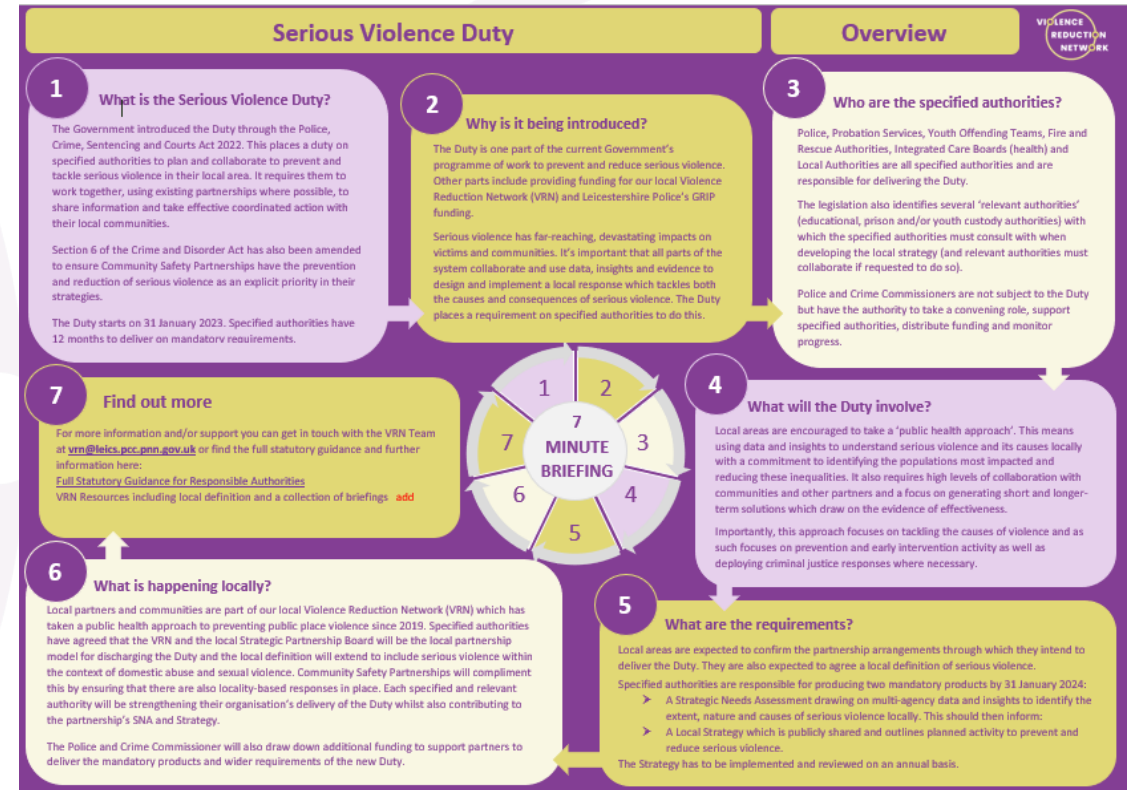 Serious Violence Duty
Overview
VIOLENCE
REDUCTION
NETWORK
1
What is the Serious Violence Duty?
The Government introduced the Duty through the Police,
Crime, Sentencing and Courts Act 2022. This places a duty on
specified authorities to plan and collaborate to prevent and
tackle serious violence in their local area. It requires them to
work together, using existing partnerships where possible, to
share information and take effective coordinated action with
their local communities.
Section 6 of the Crime and Disorder Act has also been amended
to ensure Community Safety Partnerships have the prevention
and reduction of serious violence as an explicit priority in their
strategies.
The Duty starts on 31 January 2023. Specified authorities have
12 months to deliver on mandatory requirements.
2
Why is it being introduced?
The Duty is one part of the current Government's
programme of work to prevent and reduce serious violence.
Other parts include providing funding for our local Violence
Reduction Network (VRN) and Leicestershire Police's GRIP
funding.
Serious violence has far-reaching, devastating impacts on
victims and communities. It's important that all parts of the
system collaborate and use data, insights and evidence to
design and implement a local response which tackles both
the causes and consequences of serious violence. The Duty
places a requirement on specified authorities to do this.
3
Who are the specified authorities?
Police, Probation Services, Youth Offending Teams, Fire and
Rescue Authorities, Integrated Care Boards (health) and
Local Authorities are all specified authorities and are
responsible for delivering the Duty.
The legislation also identifies several 'relevant authorities'
(educational, prison and/or youth custody authorities) with
which the specified authorities must consult with when
developing the local strategy (and relevant authorities must
collaborate if requested to do so).
Police and Crime Commissioners are not subject to the Duty
but have the authority to take a convening role, support
specified authorities, distribute funding and monitor
progress.
4
What will the Duty involve?
Local areas are encouraged to take a 'public health approach'. This means
using data and insights to understand serious violence and its causes locally
with a commitment to identifying the populations most impacted and
reducing these inequalities. It also requires high levels of collaboration with
communities and other partners and a focus on generating short and longer-
term solutions which draw on the evidence of effectiveness.
Importantly, this approach focuses on tackling the causes of violence and as
such focuses on prevention and early intervention activity as well as
deploying criminal justice responses where necessary.
5
What are the requirements?
Local areas are expected to confirm the partnership arrangements through which they intend to
deliver the Duty. They are also expected to agree a local definition of serious violence.
Specified authorities are responsible for producing two mandatory products by 31 January 2024:
➤ A Strategic Needs Assessment drawing on multi-agency data and insights to identify the
extent, nature and causes of serious violence locally. This should then inform:
➤ A Local Strategy which is publicly shared and outlines planned activity to prevent and
reduce serious violence.
The Strategy has to be implemented and reviewed on an annual basis.
6
What is happening locally?
Local partners and communities are part of our local Violence Reduction Network (VRN) which has
taken a public health approach to preventing public place violence since 2019. Specified authorities
have agreed that the VRN and the local Strategic Partnership Board will be the local partnership
model for discharging the Duty and the local definition will extend to include serious violence within
the context of domestic abuse and sexual violence. Community Safety Partnerships will compliment
this by ensuring that there are also locality-based responses in place. Each specified and relevant
authority will be strengthening their organisation's delivery of the Duty whilst also contributing to
the partnership's SNA and Strategy.
The Police and Crime Commissioner will also draw down additional funding to support partners to
deliver the mandatory products and wider requirements of the new Duty.
7
Find out more
For more information and/or support you can get in touch with the VRN Team
at vrn@leics.pcc.pnn.gov.uk or find the full statutory guidance and further
information here:
Full Statutory Guidance for Responsible Authorities
VRN Resources including local definition and a collection of briefings add
1
2
3
4
5
6
7
7
MINUTE
BRIEFING